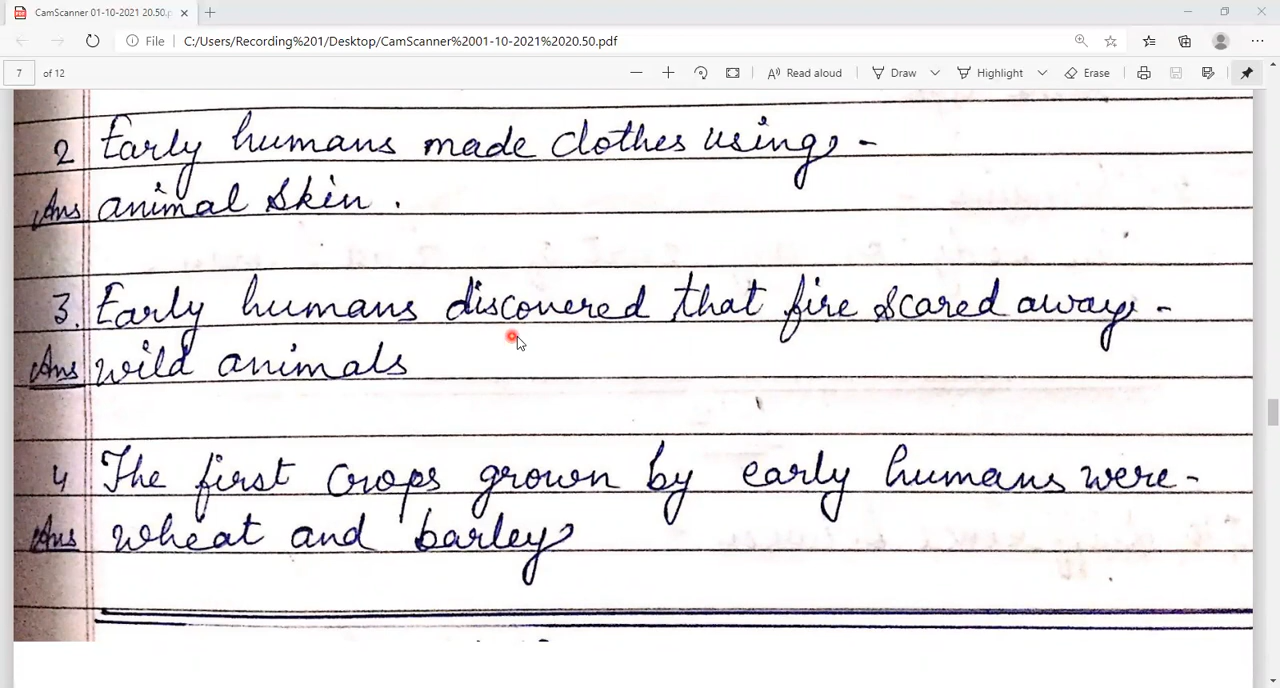 CamScanner 01-10-2021 20.50.p
File C:/Users/Recording%201/Desktop/CamScanner%2001-10-2021%2020.50.pdf
7 of 12 Read aloud Draw Highlight Erase
2 Early humans made clothes using -
Ans animal skin.
3. Early humans discovered that fire scared away -
Ans wild animals
4 The first crops grown by early humans were -
Ans wheat and barley